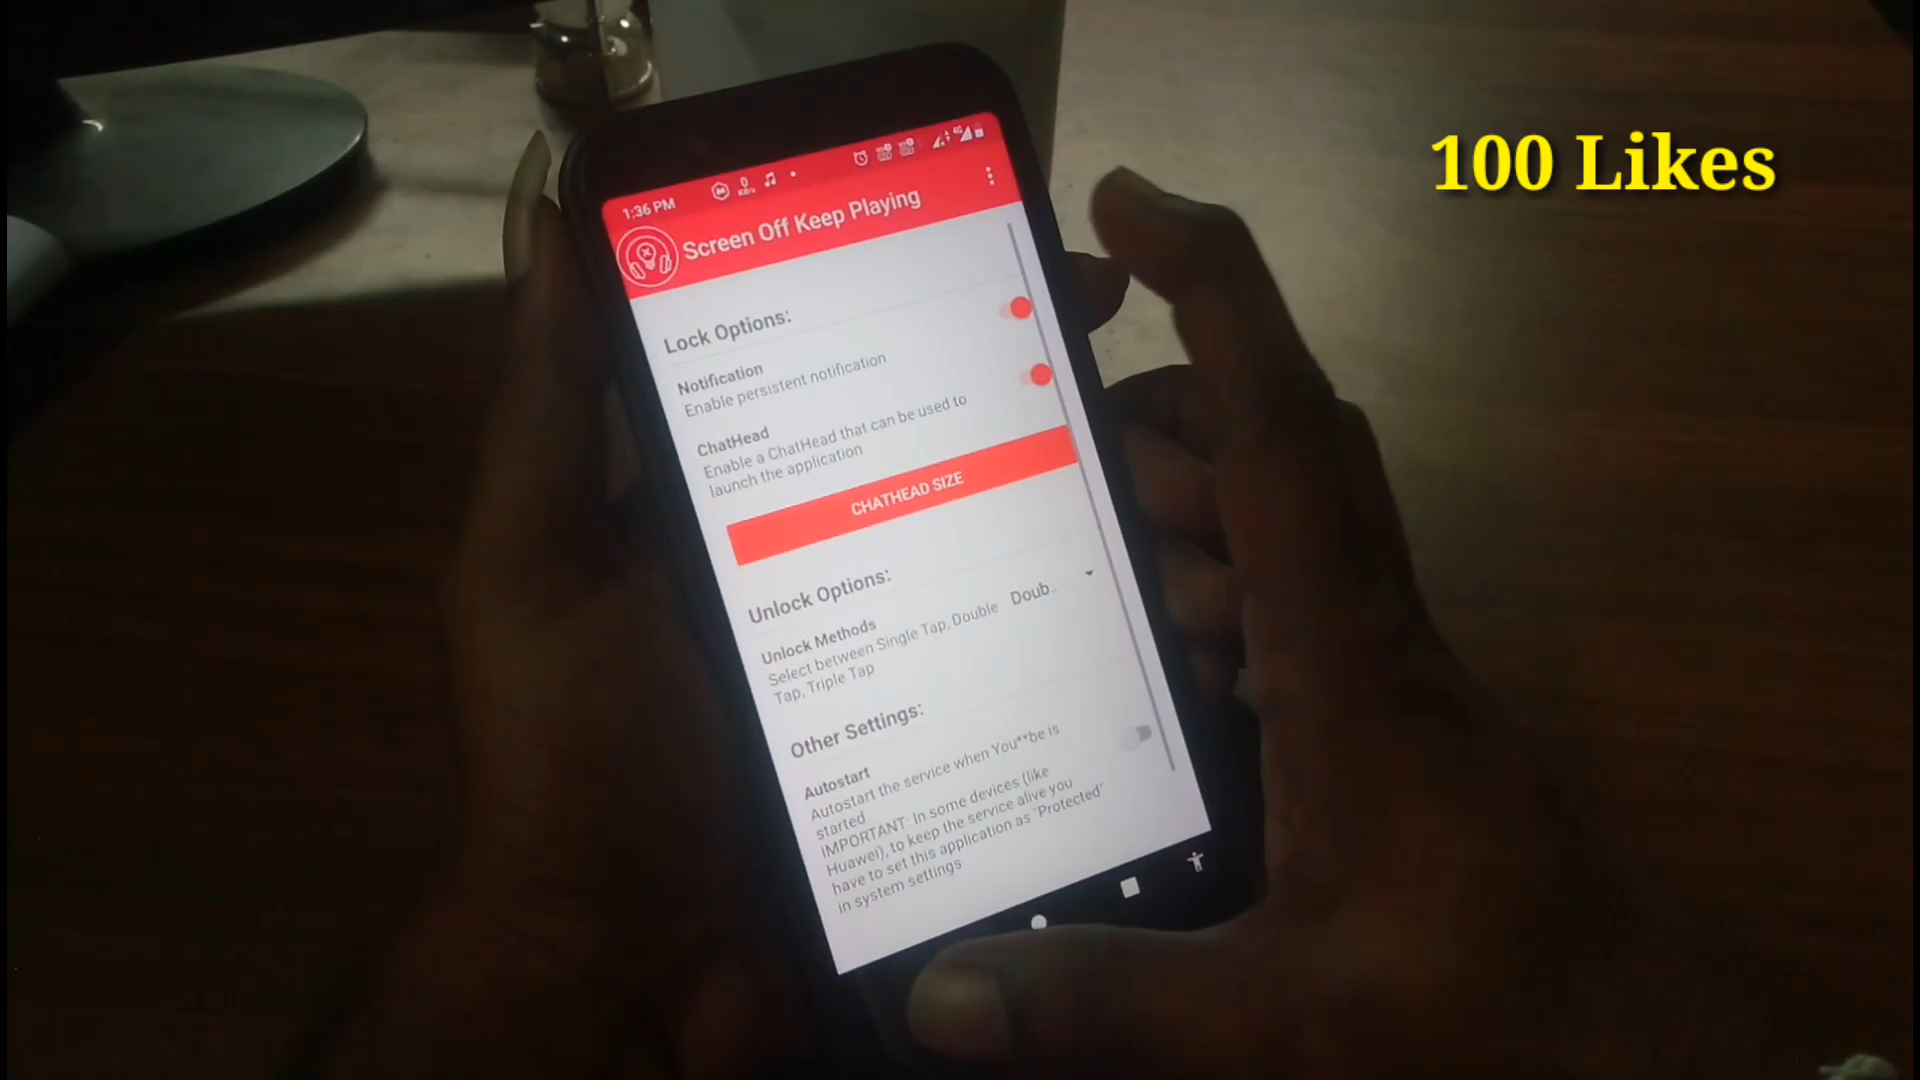 100 Likes
1:36 PM
4G
Screen Off Keep Playing
Lock Options:
Notification
Enable persistent notification
ChatHead
Enable a ChatHead that can be used to
launch the application
CHATHEAD SIZE
Unlock Options:
Unlock Methods
Select between Single Tap, Double
Tap, Triple Tap
Doub..
Other Settings:
Autostart
Autostart the service when You**be is
started
IMPORTANT: In some devices (like
Huawei), to keep the service alive you
have to set this application as 'Protected'
in system settings